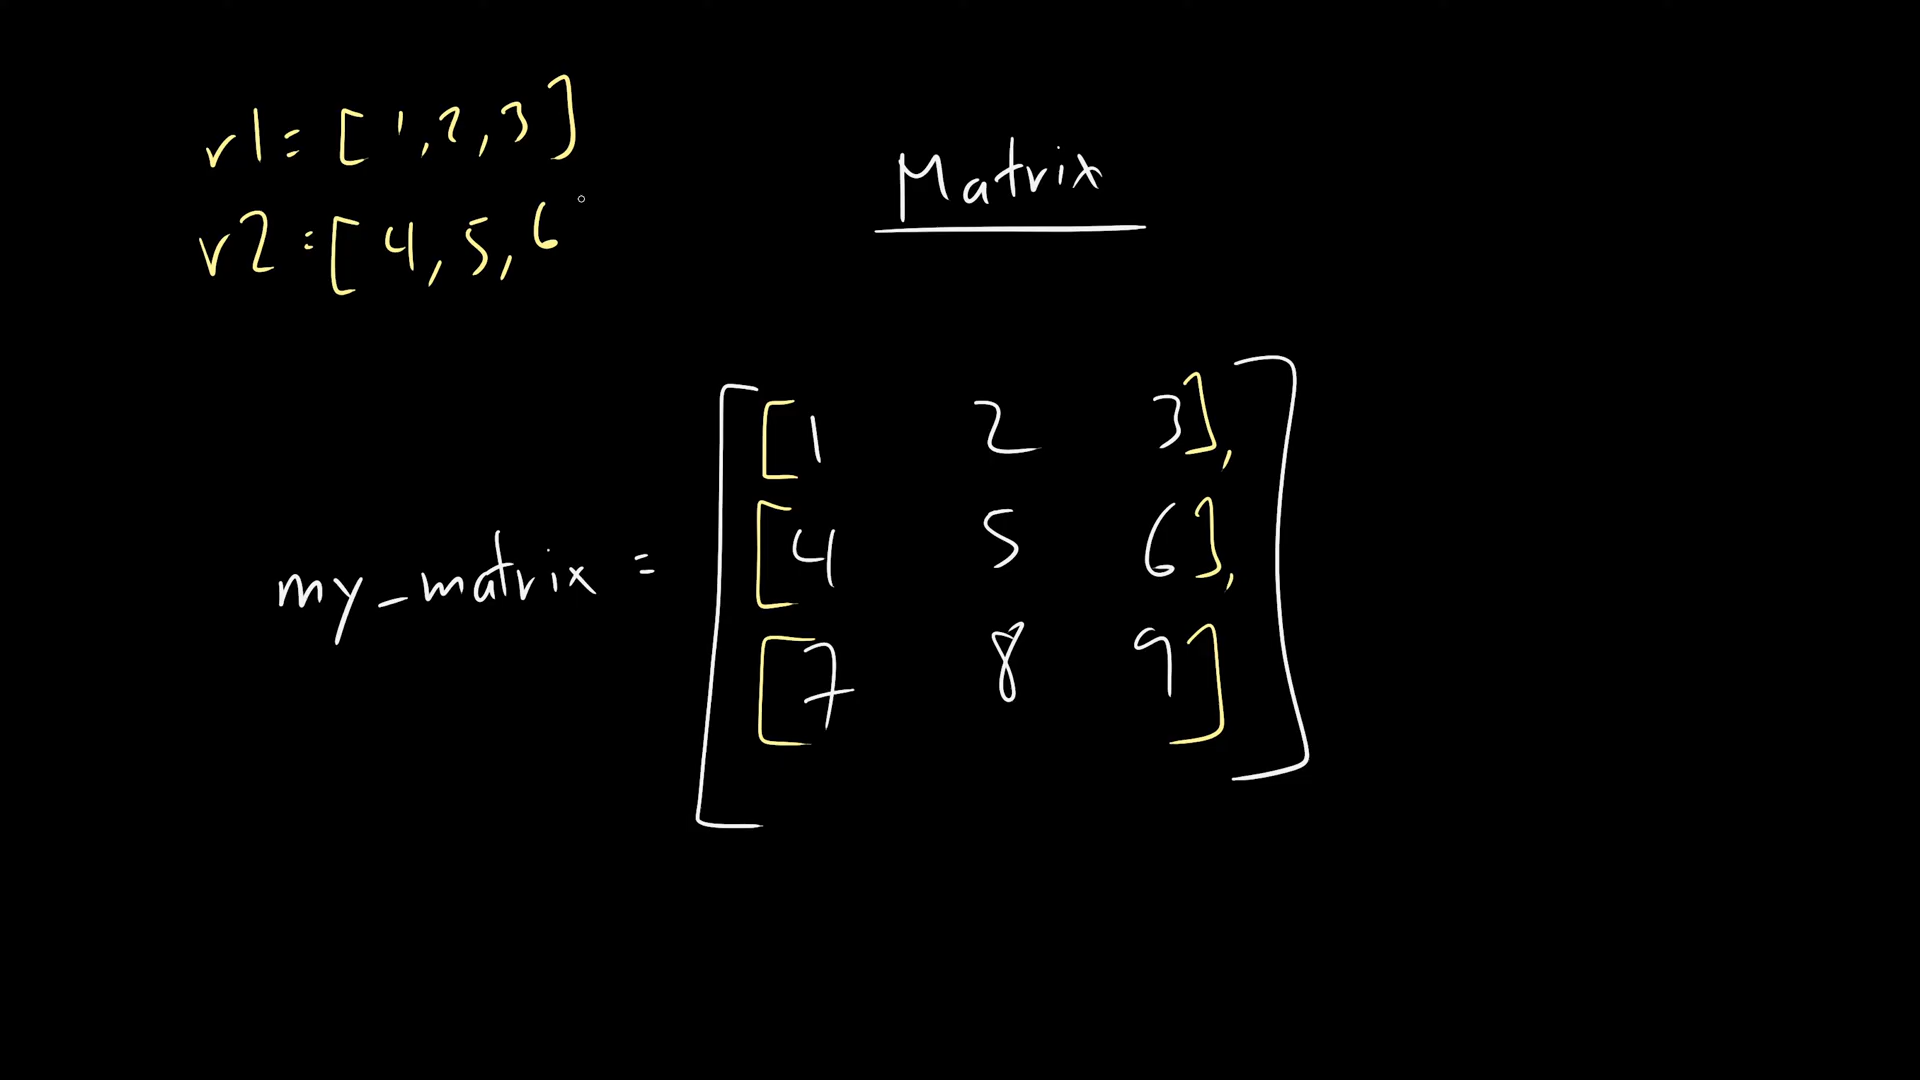 r1= [1,2,3]
r2=[4,5,6
Matrix
[[1 2 3],
my_matrix = [4 5 6],
[7 8 9]]